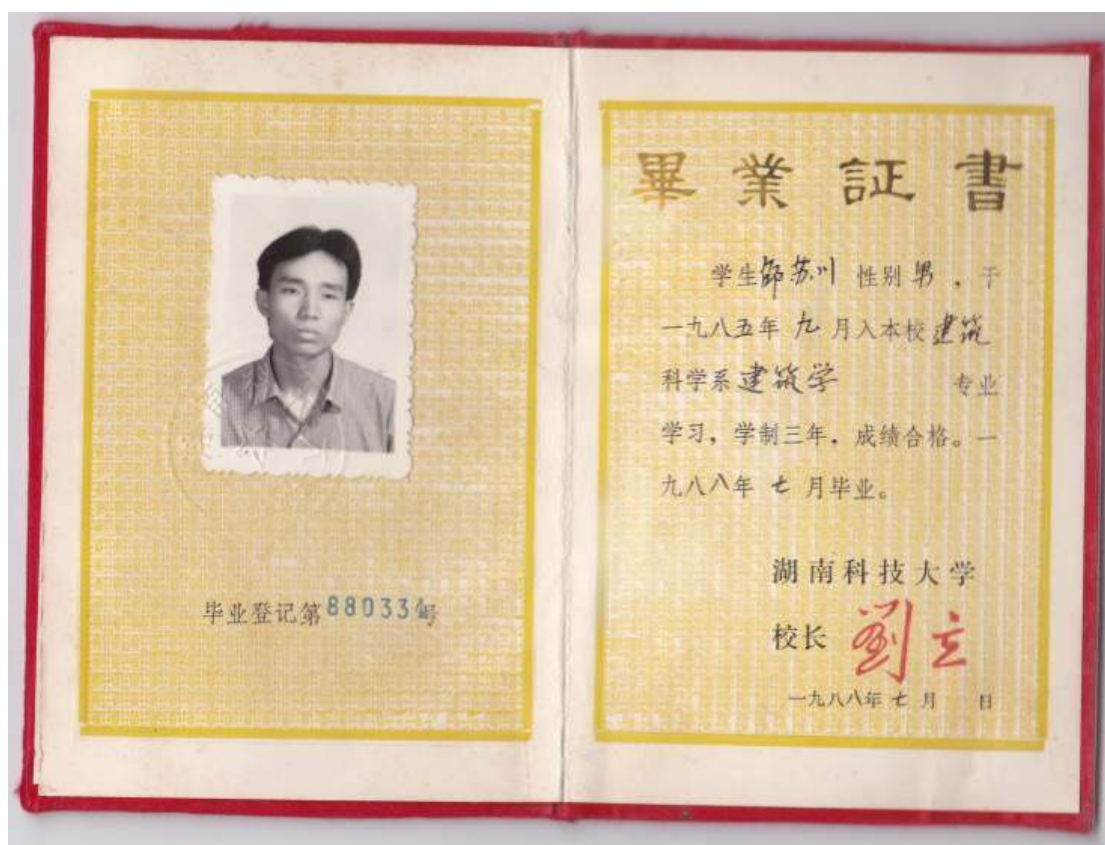 毕业登记第88033号
畢業証書
学生 苏川 性别 男 ，于
一九八五年 九 月入本校 建筑
科学系 建筑学 专业
学习，学制三年，成绩合格。一
九八八年 七 月毕业。
湖南科技大学
校长 劉立
一九八八年 七 月 日